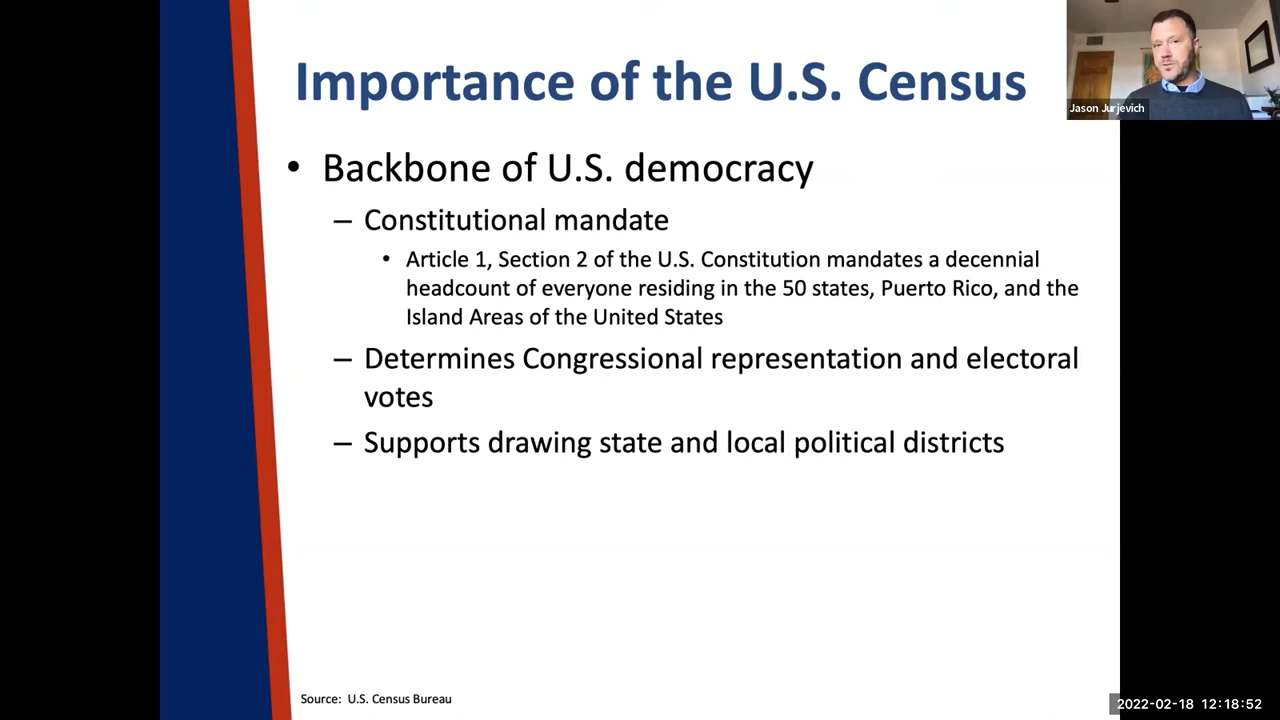 Importance of the U.S. Census
Jason Jurjevich
• Backbone of U.S. democracy
– Constitutional mandate
• Article 1, Section 2 of the U.S. Constitution mandates a decennial
headcount of everyone residing in the 50 states, Puerto Rico, and the
Island Areas of the United States
– Determines Congressional representation and electoral
votes
– Supports drawing state and local political districts
Source: U.S. Census Bureau
2022-02-18 12:18:52